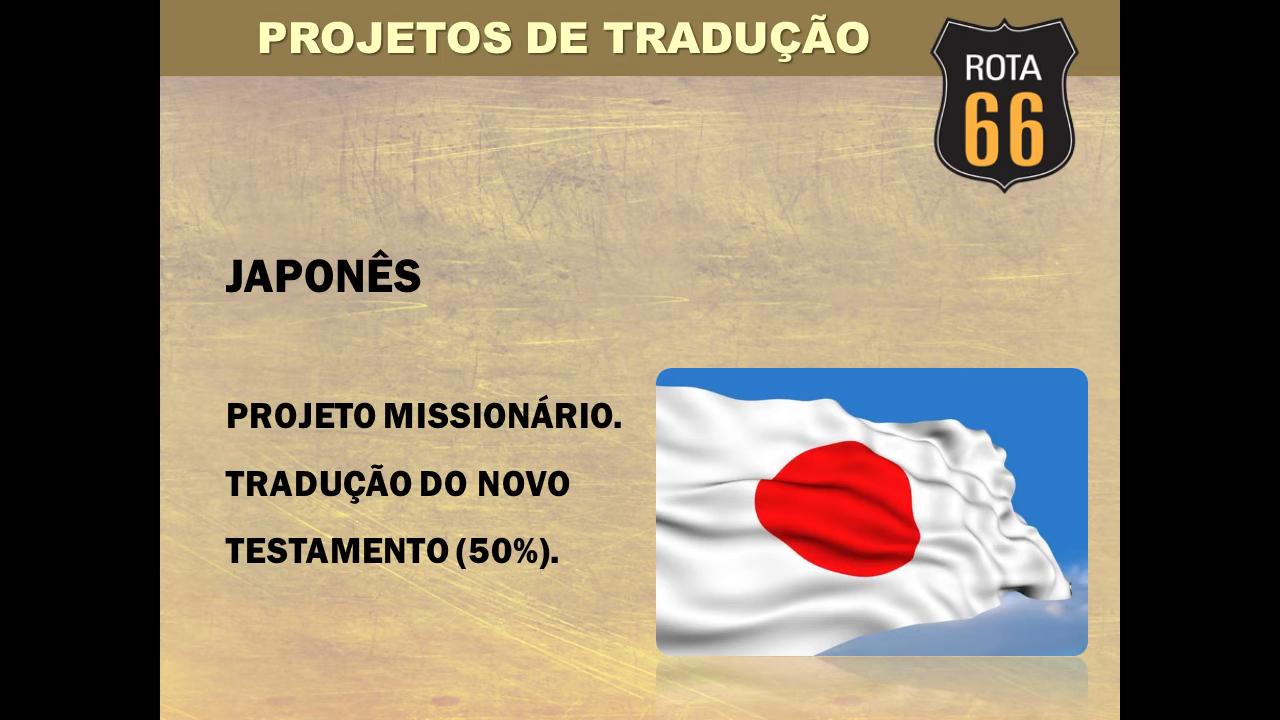 PROJETOS DE TRADUÇÃO
ROTA
66
JAPONÊS
PROJETO MISSIONÁRIO.
TRADUÇÃO DO NOVO
TESTAMENTO (50%).